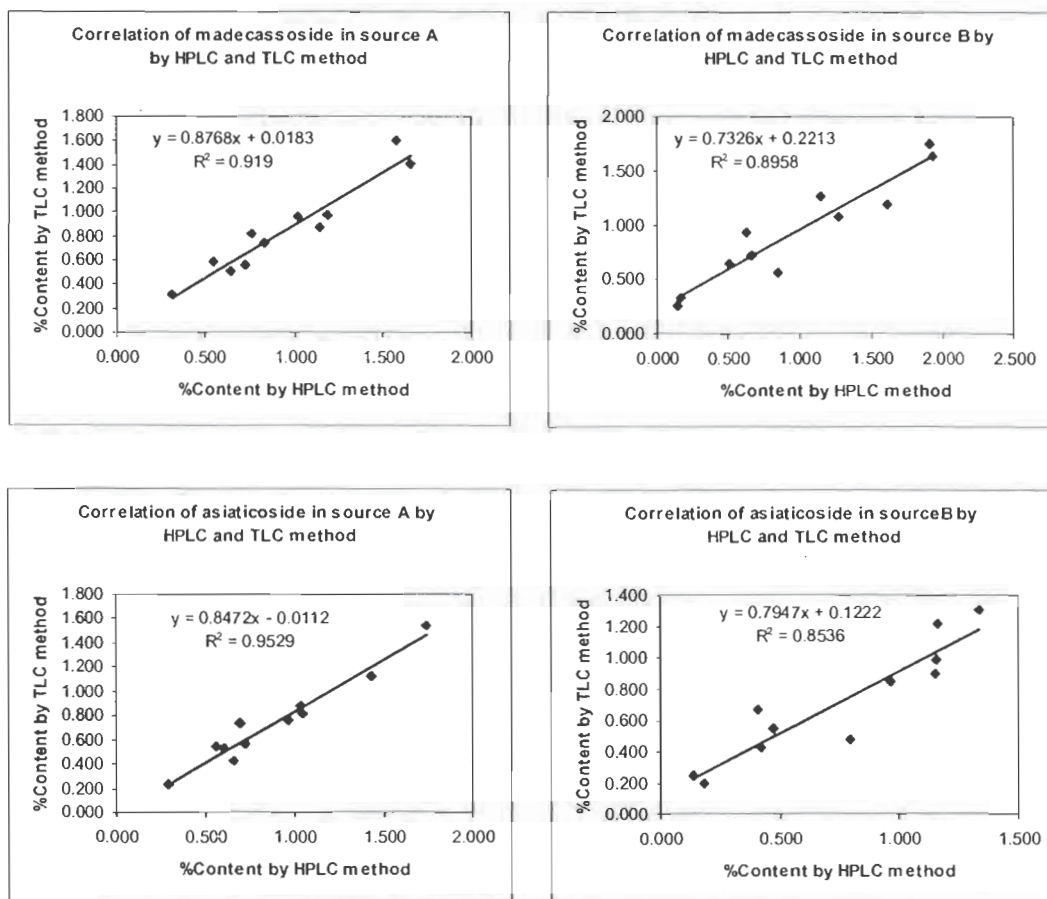 Correlation of madecassoside in source A
by HPLC and TLC method
%Content by TLC method
1.800
1.600
1.400
1.200
1.000
0.800
0.600
0.400
0.200
0.000
y = 0.8768x + 0.0183
R² = 0.919
0.000 0.500 1.000 1.500 2.000
%Content by HPLC method
Correlation of madecassoside in source B by
HPLC and TLC method
%Content by TLC method
2.000
1.500
1.000
0.500
0.000
y = 0.7326x + 0.2213
R² = 0.8958
0.000 0.500 1.000 1.500 2.000 2.500
%Content by HPLC method
Correlation of asiaticoside in source A by
HPLC and TLC method
%Content by TLC method
1.800
1.600
1.400
1.200
1.000
0.800
0.600
0.400
0.200
0.000
y = 0.8472x - 0.0112
R² = 0.9529
0.000 0.500 1.000 1.500 2.000
%Content by HPLC method
Correlation of asiaticoside in sourceB by
HPLC and TLC method
%Content by TLC method
1.400
1.200
1.000
0.800
0.600
0.400
0.200
0.000
y = 0.7947x + 0.1222
R² = 0.8536
0.000 0.500 1.000 1.500
%Content by HPLC method